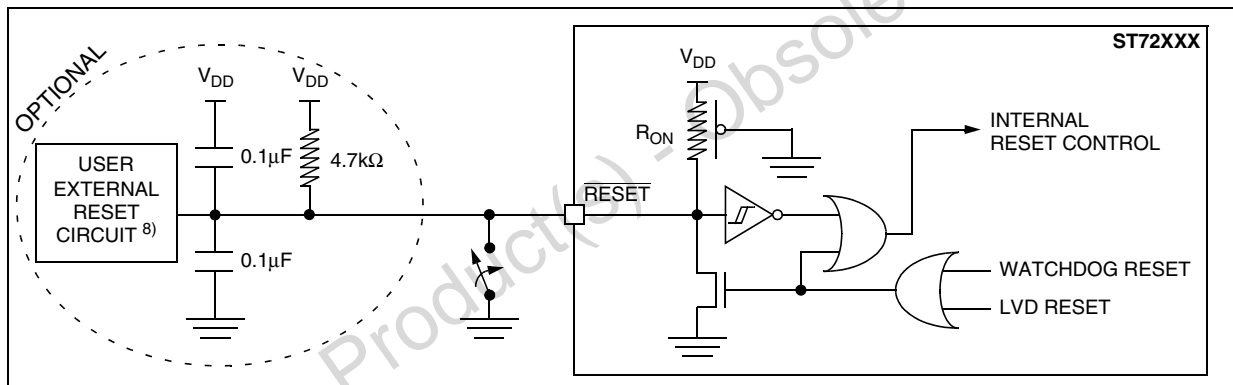 OPTIONAL
V_DD
V_DD
0.1μF
4.7kΩ
USER
EXTERNAL
RESET
CIRCUIT 8)
0.1μF
RESET
ST72XXX
V_DD
R_ON
INTERNAL
RESET CONTROL
WATCHDOG RESET
LVD RESET
Product(s) - Obsole